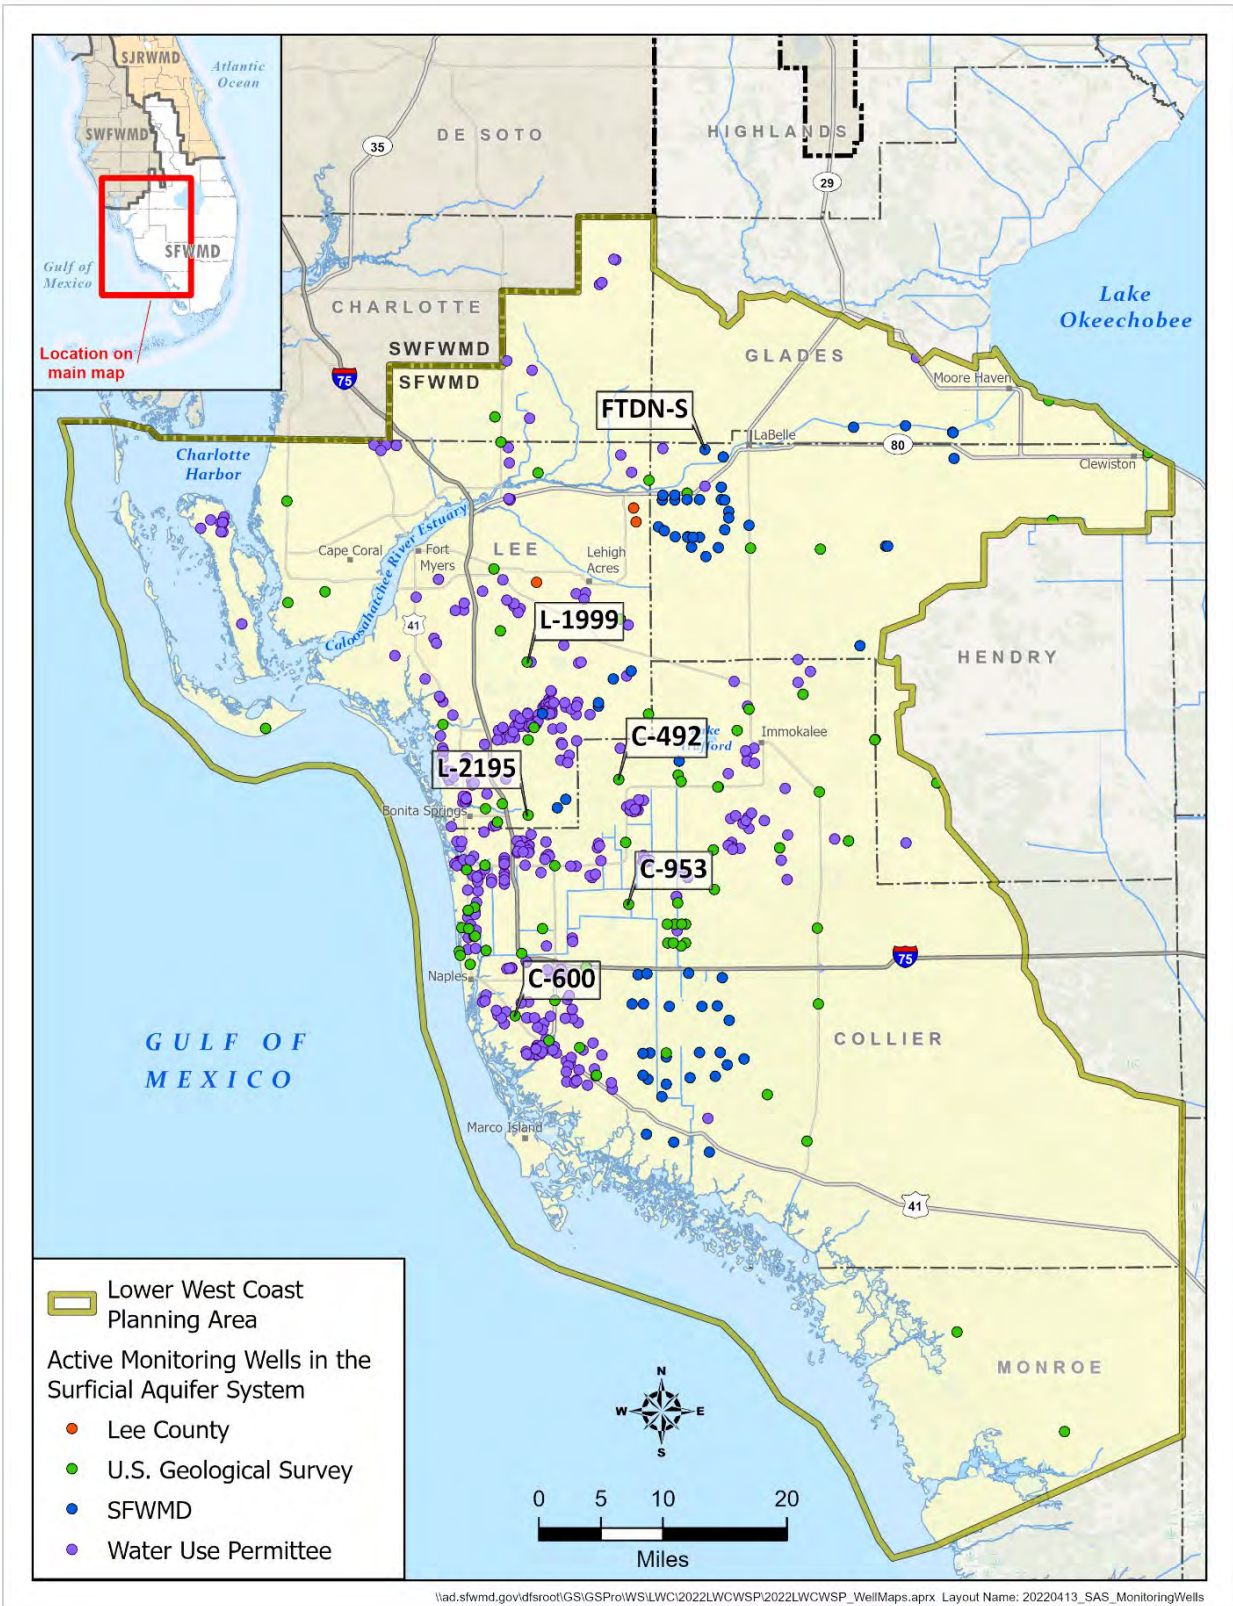 SJRWMD
Atlantic
Ocean
SWFWMD
SFWMD
Gulf of
Mexico
Location on
main map
DE SOTO
HIGHLANDS
35
29
CHARLOTTE
Lake
Okeechobee
SWFWMD
SFWMD
75
GLADES
Moore Haven
FTDN-S
LaBelle
80
Clewiston
Charlotte
Harbor
Caloosahatchee River Estuary
Cape Coral
Fort
Myers
LEE
Lehigh
Acres
41
L-1999
HENDRY
C-492
Immokalee
L-2195
Bonita Springs
C-953
75
Naples
C-600
GULF OF
MEXICO
COLLIER
Marco Island
41
MONROE
Lower West Coast
Planning Area
Active Monitoring Wells in the
Surficial Aquifer System
Lee County
U.S. Geological Survey
SFWMD
Water Use Permittee
N
W E
S
0 5 10 20
Miles
\\ad.sfwmd.gov\dfsroot\GS\GSPro\WS\LWC\2022LWCWSP\2022LWCWSP_WellMaps.aprx Layout Name: 20220413_SAS_MonitoringWells